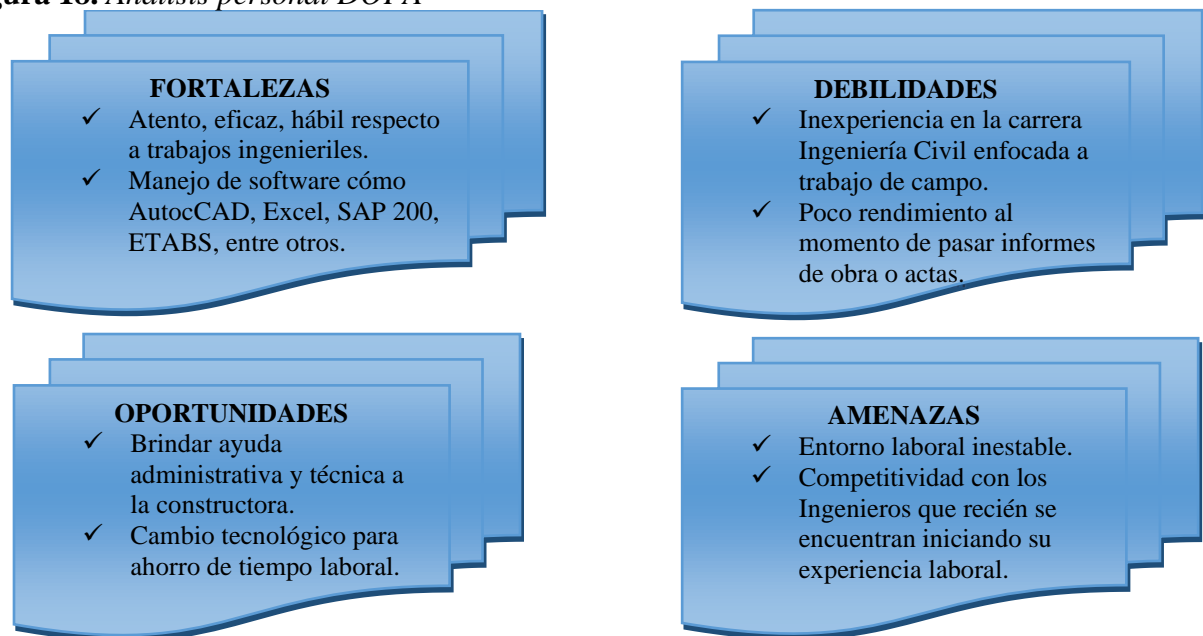 Análisis personal DOFA
FORTALEZAS
✓ Atento, eficaz, hábil respecto
a trabajos ingenieriles.
✓ Manejo de software cómo
AutocCAD, Excel, SAP 200,
ETABS, entre otros.
DEBILIDADES
✓ Inexperiencia en la carrera
Ingeniería Civil enfocada a
trabajo de campo.
✓ Poco rendimiento al
momento de pasar informes
de obra o actas.
OPORTUNIDADES
✓ Brindar ayuda
administrativa y técnica a
la constructora.
✓ Cambio tecnológico para
ahorro de tiempo laboral.
AMENAZAS
✓ Entorno laboral inestable.
✓ Competitividad con los
Ingenieros que recién se
encuentran iniciando su
experiencia laboral.